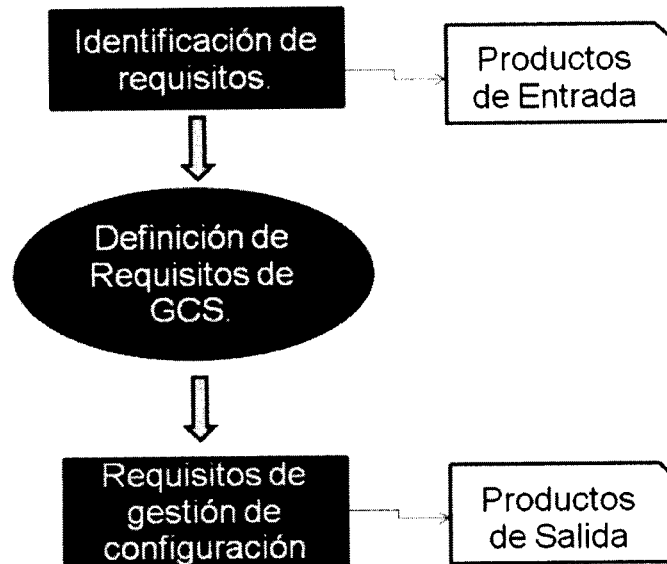 Identificación de
requisitos.
Productos
de Entrada
Definición de
Requisitos de
GCS.
Requisitos de
gestión de
configuración
Productos
de Salida